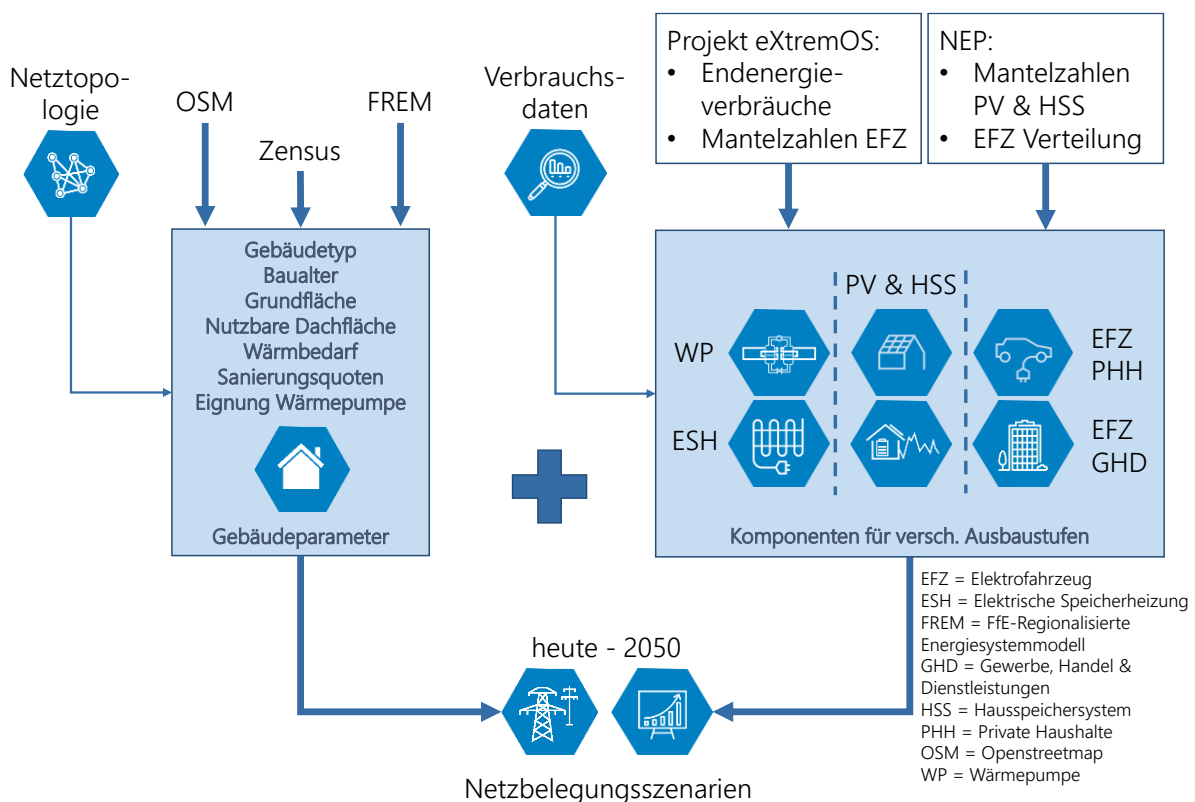 Netztopo-
logie
OSM
Zensus
FREM
Gebäudetyp
Baualter
Grundfläche
Nutzbare Dachfläche
Wärmbedarf
Sanierungsquoten
Eignung Wärmepumpe
Gebäudeparameter
Verbrauchs-
daten
Projekt eXtremOS:
• Endenergie-
verbräuche
• Mantelzahlen EFZ
NEP:
• Mantelzahlen
PV & HSS
• EFZ Verteilung
PV & HSS
WP
EFZ
PHH
ESH
EFZ
GHD
Komponenten für versch. Ausbaustufen
heute - 2050
Netzbelegungsszenarien
EFZ = Elektrofahrzeug
ESH = Elektrische Speicherheizung
FREM = FfE-Regionalisierte
Energiesystemmodell
GHD = Gewerbe, Handel &
Dienstleistungen
HSS = Hausspeichersystem
PHH = Private Haushalte
OSM = Openstreetmap
WP = Wärmepumpe